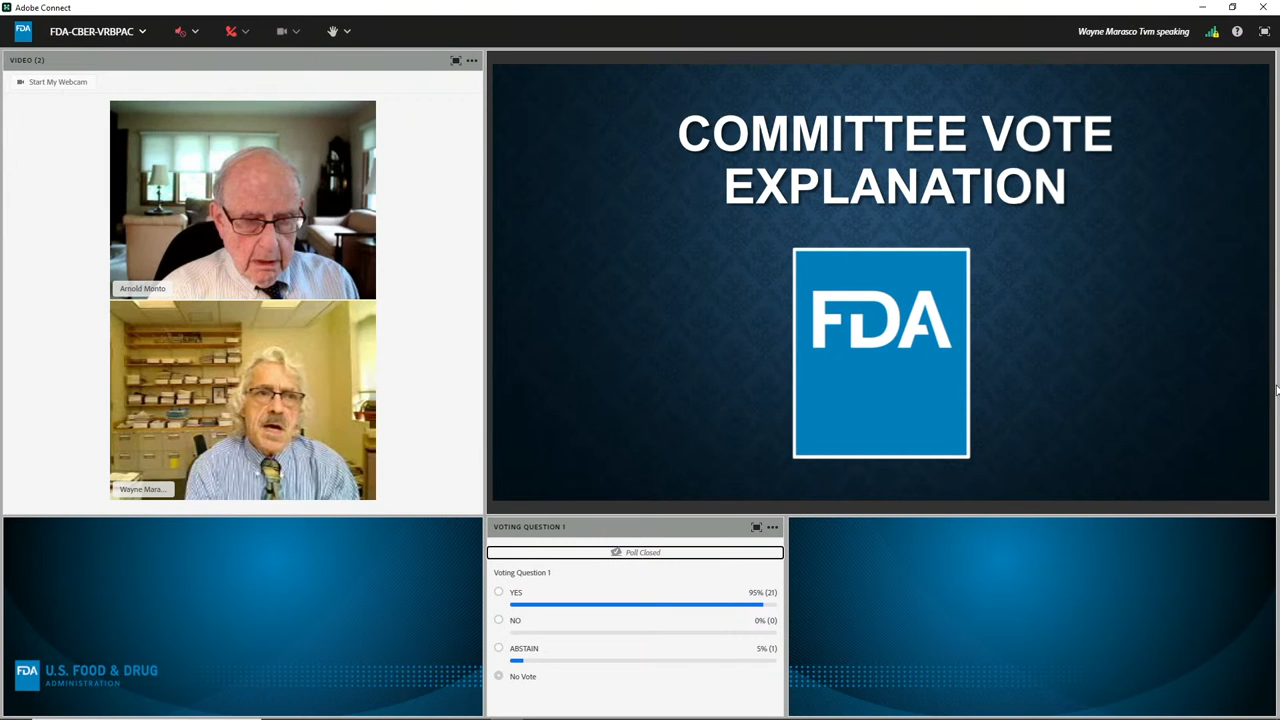 Adobe Connect
FDA
FDA-CBER-VRBPAC
Wayne Marasco Tvm speaking
VIDEO (2)
Start My Webcam
Arnold Monto
Wayne Mara...
COMMITTEE VOTE
EXPLANATION
FDA
VOTING QUESTION 1
Poll Closed
Voting Question 1
YES 95% (21)
NO 0% (0)
ABSTAIN 5% (1)
No Vote
FDA U.S. FOOD & DRUG
ADMINISTRATION